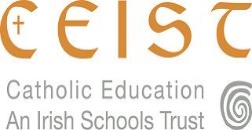 CEIST
Catholic Education
An Irish Schools Trust